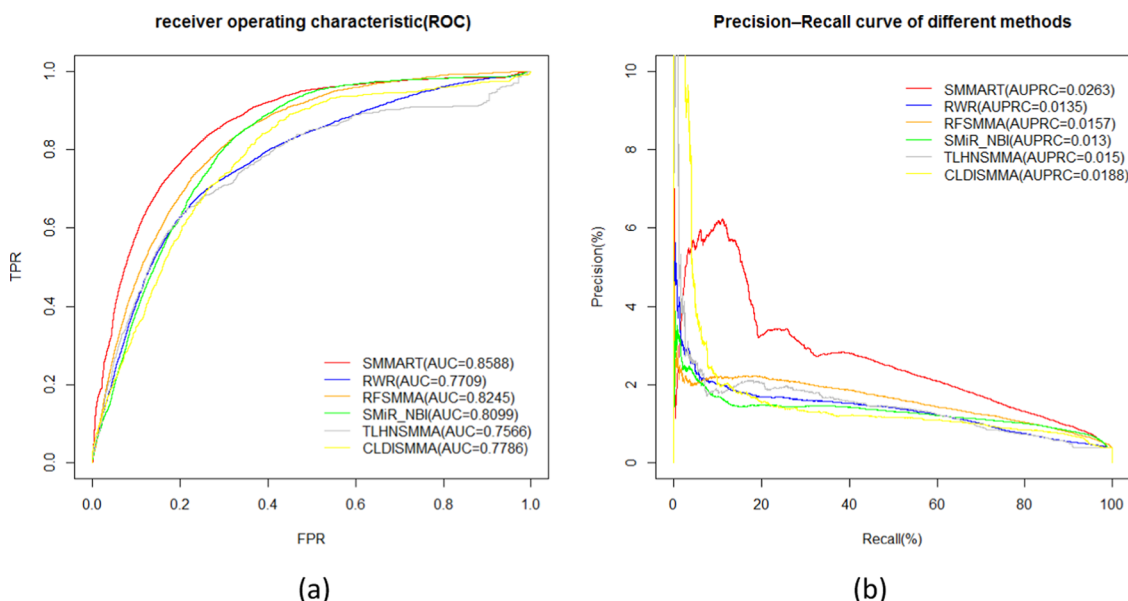 receiver operating characteristic(ROC)
TPR
0.0
0.2
0.4
0.6
0.8
1.0
SMMART(AUC=0.8588)
RWR(AUC=0.7709)
RFSMMA(AUC=0.8245)
SMiR_NBI(AUC=0.8099)
TLHNSMMA(AUC=0.7566)
CLDISMMA(AUC=0.7786)
0.0 0.2 0.4 0.6 0.8 1.0
FPR
(a)
Precision–Recall curve of different methods
Precision(%)
0
2
4
6
8
10
SMMART(AUPRC=0.0263)
RWR(AUPRC=0.0135)
RFSMMA(AUPRC=0.0157)
SMiR_NBI(AUPRC=0.013)
TLHNSMMA(AUPRC=0.015)
CLDISMMA(AUPRC=0.0188)
0 20 40 60 80 100
Recall(%)
(b)